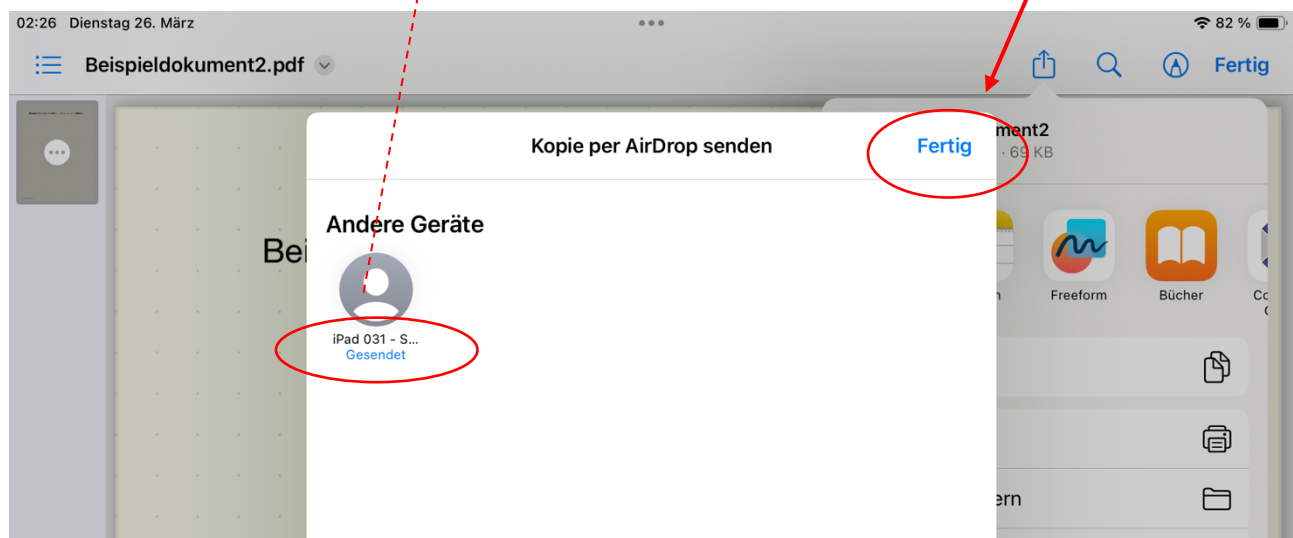 02:26 Dienstag 26. März
82 %
Beispieldokument2.pdf
Fertig
Kopie per AirDrop senden
Fertig
ment2
· 69 KB
Andere Geräte
Bei
iPad 031 - S...
Gesendet
n
Freeform
Bücher
Co
ern